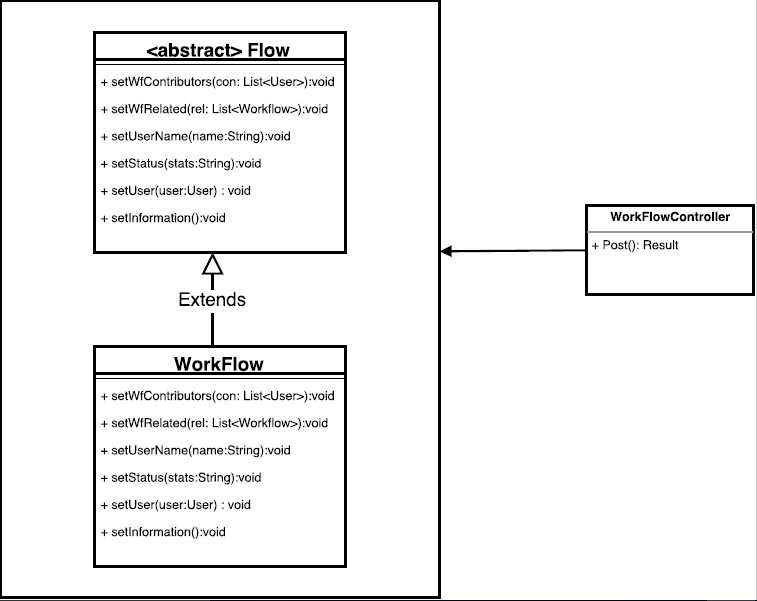 <abstract> Flow
+ setWfContributors(con: List<User>):void
+ setWfRelated(rel: List<Workflow>):void
+ setUserName(name:String):void
+ setStatus(stats:String):void
+ setUser(user:User) : void
+ setInformation():void
WorkFlowController
+ Post(): Result
Extends
WorkFlow
+ setWfContributors(con: List<User>):void
+ setWfRelated(rel: List<Workflow>):void
+ setUserName(name:String):void
+ setStatus(stats:String):void
+ setUser(user:User) : void
+ setInformation():void